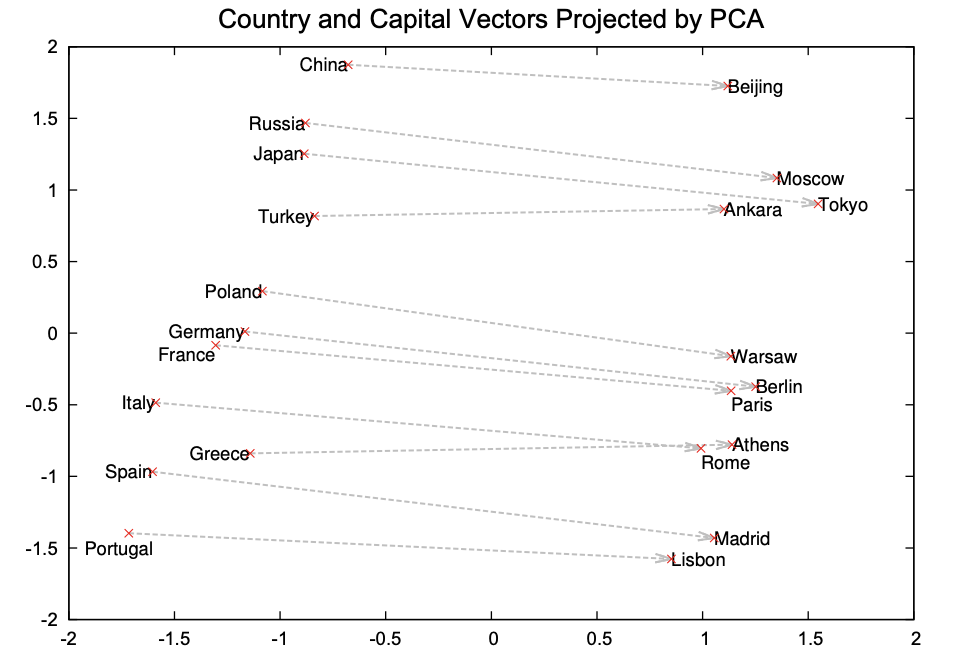 Country and Capital Vectors Projected by PCA
2
China
Beijing
1.5
Russia
Japan
Moscow
1
Tokyo
Turkey
Ankara
0.5
Poland
0
Germany
France
Warsaw
Berlin
-0.5
Italy
Paris
Greece
Athens
Rome
-1
Spain
Madrid
-1.5
Portugal
Lisbon
-2
-2 -1.5 -1 -0.5 0 0.5 1 1.5 2